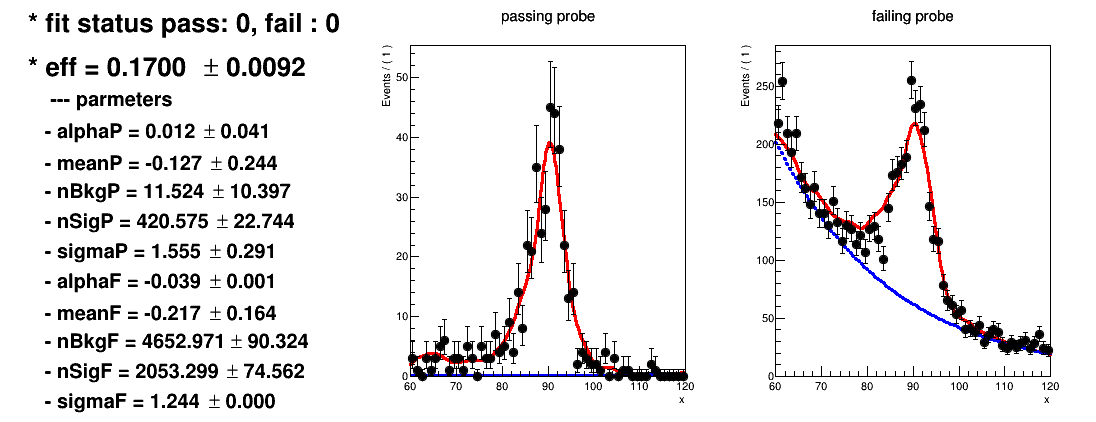 * fit status pass: 0, fail : 0
* eff = 0.1700 ± 0.0092
--- parmeters
- alphaP = 0.012 ± 0.041
- meanP = -0.127 ± 0.244
- nBkgP = 11.524 ± 10.397
- nSigP = 420.575 ± 22.744
- sigmaP = 1.555 ± 0.291
- alphaF = -0.039 ± 0.001
- meanF = -0.217 ± 0.164
- nBkgF = 4652.971 ± 90.324
- nSigF = 2053.299 ± 74.562
- sigmaF = 1.244 ± 0.000
passing probe
Events / ( 1 )
50
40
30
20
10
0
60 70 80 90 100 110 120
x
failing probe
Events / ( 1 )
250
200
150
100
50
0
60 70 80 90 100 110 120
x